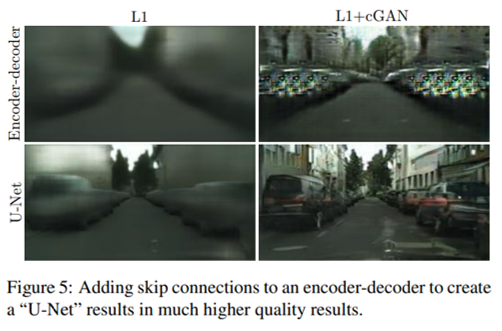 L1
L1+cGAN
Encoder-decoder
U-Net
Figure 5: Adding skip connections to an encoder-decoder to create
a “U-Net” results in much higher quality results.